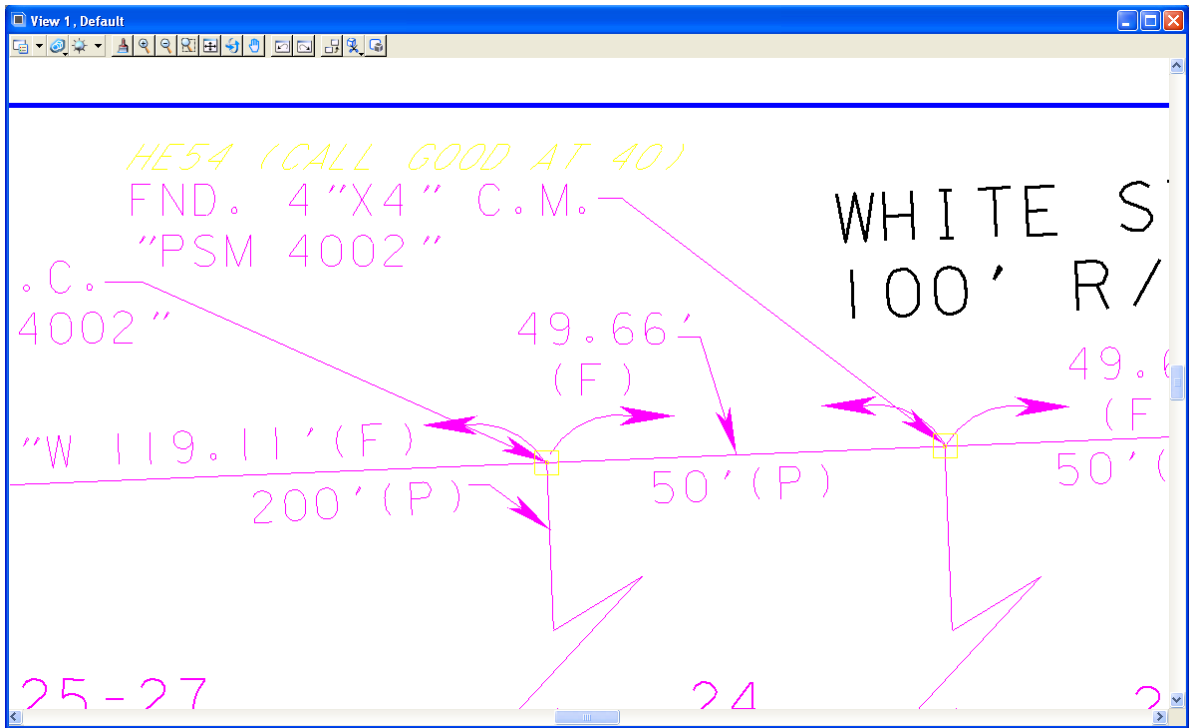 View 1, Default
HE54 (CALL GOOD AT 40)
FND. 4"X4" C.M.
"PSM 4002"
WHITE
100' R/
.C.
4002"
49.66'
(F)
49.
(F
"W 119.11'(F)
200'(P)
50'(P)
50'(
25-27
24